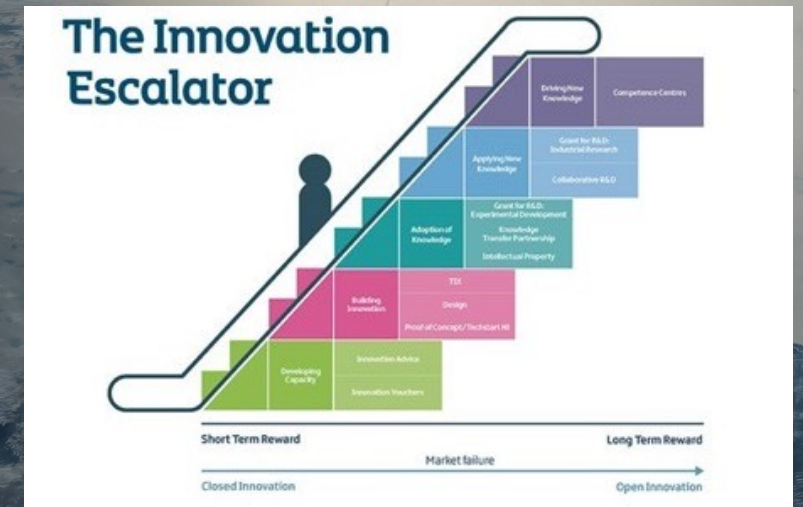 The Innovation
Escalator
Driving New
Knowledge
Competence Centres
Applying New
Knowledge
Grant for R&D:
Industrial Research
Collaborative R&D
Adoption of
Knowledge
Grant for R&D:
Experimental Development
Knowledge
Transfer Partnership
Intellectual Property
Building
Innovation
Design
Proof of Concept/Techstart NI
Developing
Capacity
Innovation Advice
Innovation Vouchers
Short Term Reward
Long Term Reward
Market failure
Closed Innovation
Open Innovation